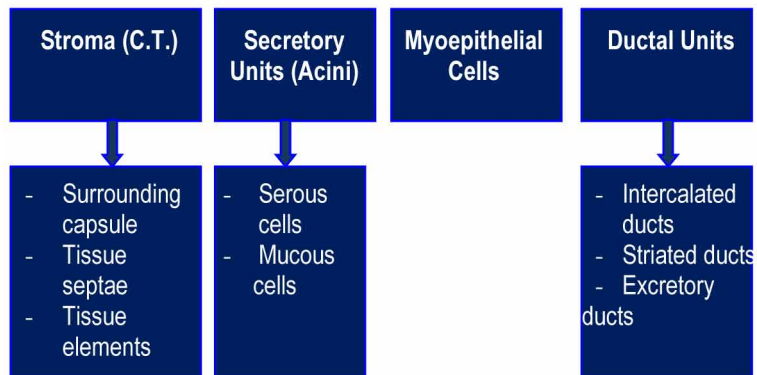 Stroma (C.T.)
Secretory
Units (Acini)
Myoepithelial
Cells
Ductal Units
- Surrounding
capsule
- Tissue
septae
- Tissue
elements
- Serous
cells
- Mucous
cells
- Intercalated
ducts
- Striated ducts
- Excretory
ducts